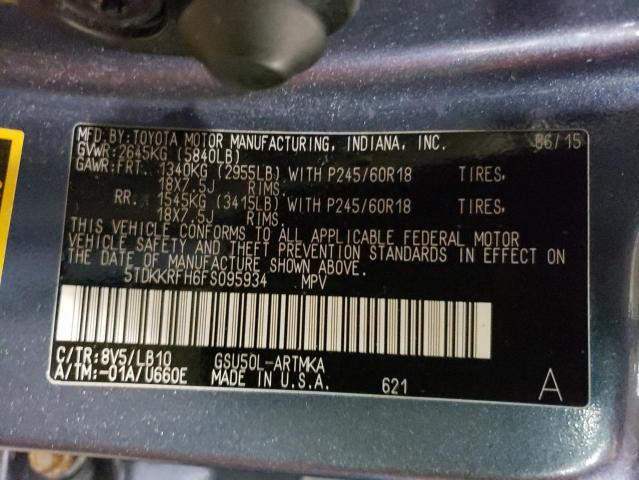 MFD.BY:TOYOTA MOTOR MANUFACTURING, INDIANA, INC. 06/15
GVWR:2645KG (5840LB)
GAWR:FRT. 1340KG (2955LB) WITH P245/60R18 TIRES,
18X7.5J RIMS
RR. 1545KG (3415LB) WITH P245/60R18 TIRES,
18X7.5J RIMS
THIS VEHICLE CONFORMS TO ALL APPLICABLE FEDERAL MOTOR
VEHICLE SAFETY AND THEFT PREVENTION STANDARDS IN EFFECT ON
THE DATE OF MANUFACTURE SHOWN ABOVE.
5TDKKRFH6FS095934 MPV
C/TR:8V5/LB10 GSU50L-ARTMKA
A/TM:-01A/U660E MADE IN U.S.A. 621 A